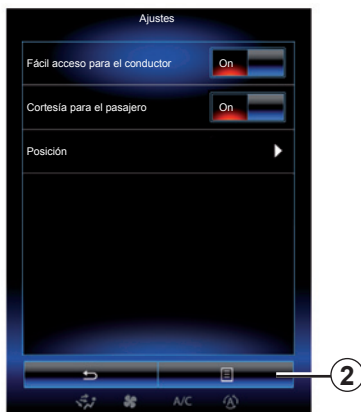 Ajustes
Fácil acceso para el conductor On
Cortesía para el pasajero On
Posición
2
A/C
A